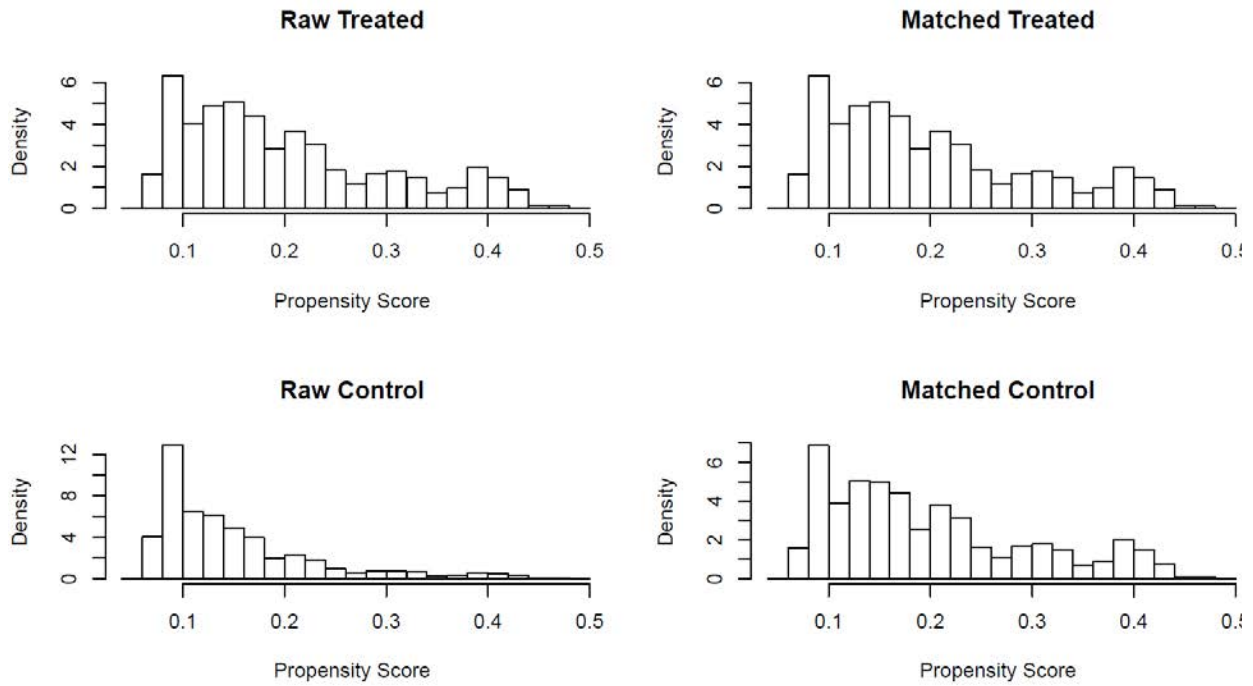 Raw Treated
Density
0 2 4 6
0.1 0.2 0.3 0.4 0.5
Propensity Score
Matched Treated
Density
0 2 4 6
0.1 0.2 0.3 0.4 0.
Propensity Score
Raw Control
Density
0 4 8 12
0.1 0.2 0.3 0.4 0.5
Propensity Score
Matched Control
Density
0 2 4 6
0.1 0.2 0.3 0.4 0.
Propensity Score